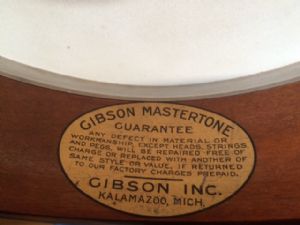 GIBSON MASTERTONE
GUARANTEE
ANY DEFECT IN MATERIAL OR
WORKMANSHIP, EXCEPT HEADS, STRINGS
AND PEGS, WILL BE REPAIRED FREE OF
CHARGE OR REPLACED WITH ANOTHER OF
SAME STYLE OR VALUE, IF RETURNED
TO OUR FACTORY CHARGES PREPAID.
GIBSON INC.
KALAMAZOO, MICH.